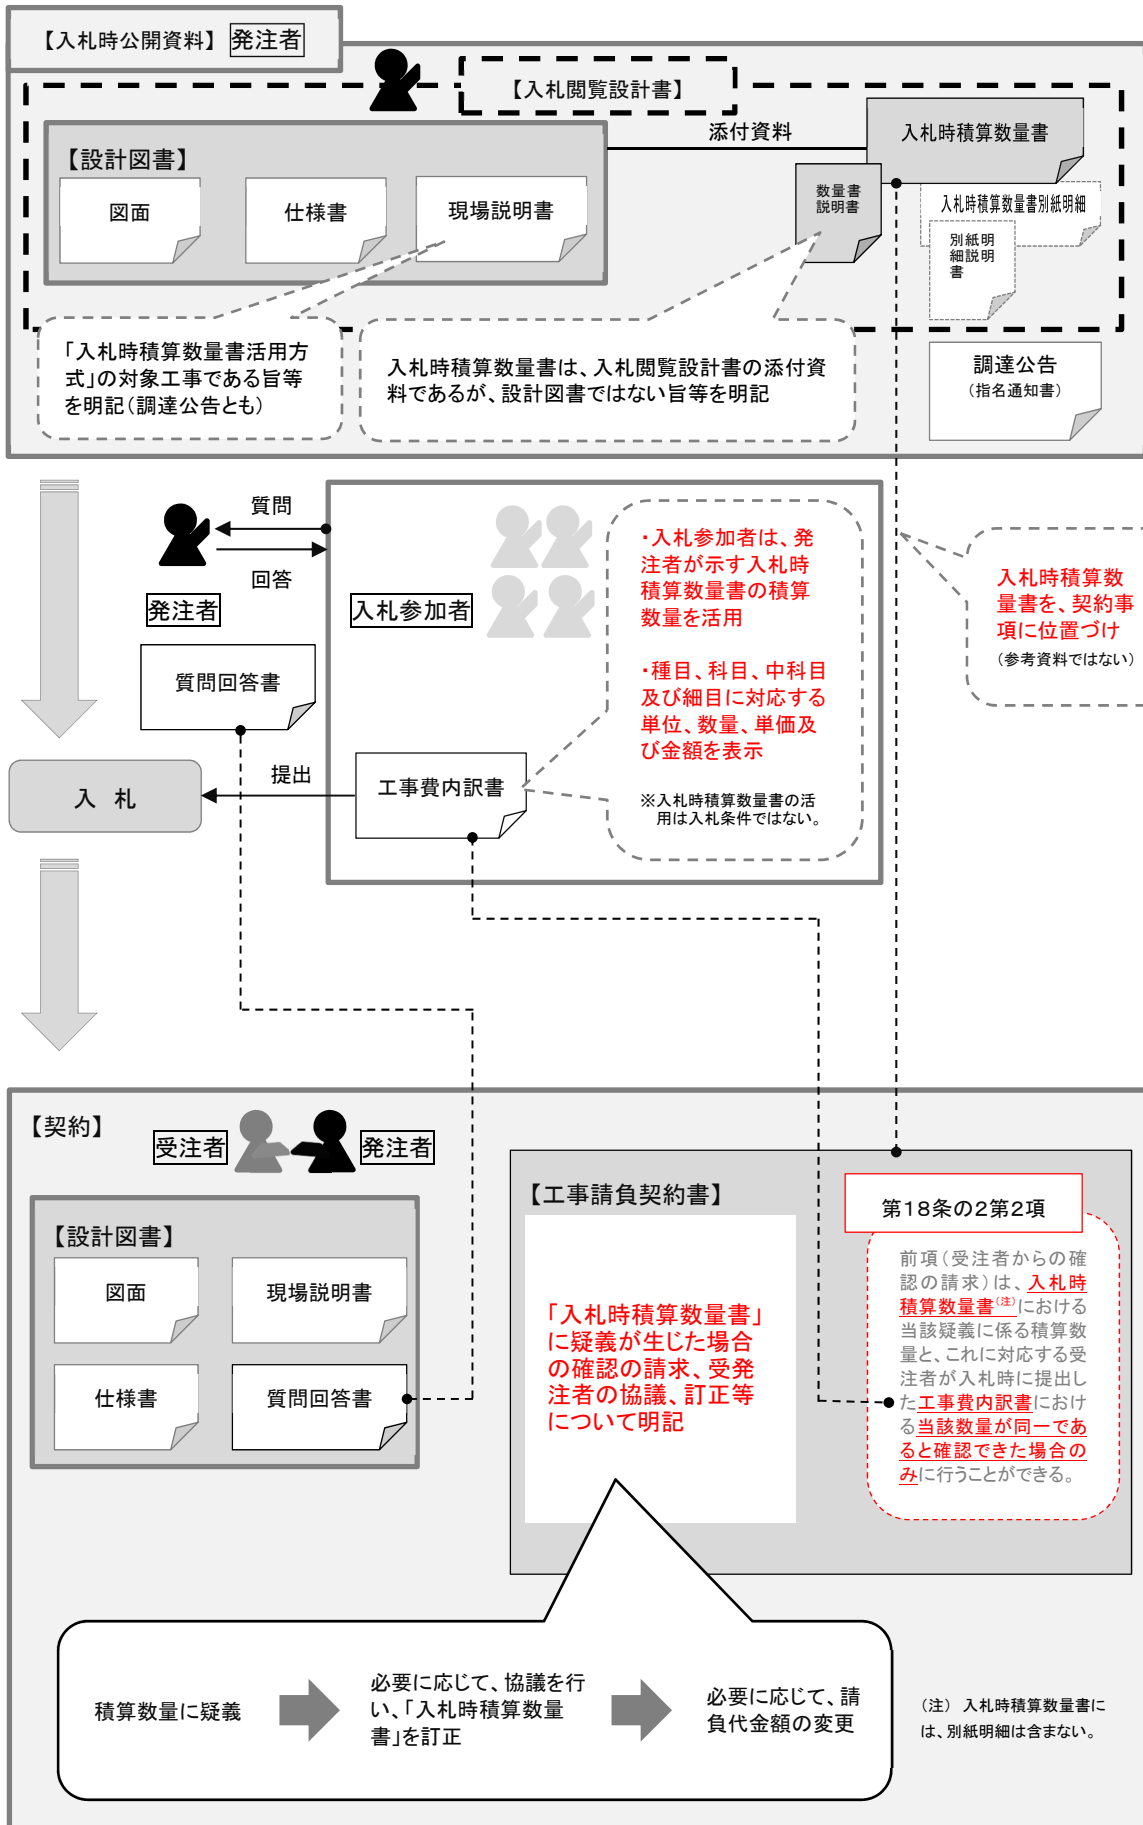 【入札時公開資料】 発注者
【入札閲覧設計書】
添付資料
入札時積算数量書
【設計図書】
図面
仕様書
現場説明書
数量書
説明書
入札時積算数量書別紙明細
別紙明
細説明
書
「入札時積算数量書活用方
式」の対象工事である旨等
を明記(調達公告とも)
入札時積算数量書は、入札閲覧設計書の添付資
料であるが、設計図書ではない旨等を明記
調達公告
(指名通知書)
質問
回答
発注者
入札参加者
質問回答書
・入札参加者は、発
注者が示す入札時
積算数量書の積算
数量を活用
・種目、科目、中科目
及び細目に対応する
単位、数量、単価及
び金額を表示
※入札時積算数量書の活
用は入札条件ではない。
入札時積算数
量書を、契約事
項に位置づけ
(参考資料ではない)
入 札
提出
工事費内訳書
【契約】
受注者
発注者
【設計図書】
図面
現場説明書
仕様書
質問回答書
【工事請負契約書】
「入札時積算数量書」
に疑義が生じた場合
の確認の請求、受発
注者の協議、訂正等
について明記
第18条の2第2項
前項(受注者からの確
認の請求)は、入札時
積算数量書(注)における
当該疑義に係る積算数
量と、これに対応する受
注者が入札時に提出し
た工事費内訳書におけ
る当該数量が同一であ
ると確認できた場合の
みに行うことができる。
積算数量に疑義
必要に応じて、協議を行
い、「入札時積算数量
書」を訂正
必要に応じて、請
負代金額の変更
(注) 入札時積算数量書に
は、別紙明細は含まない。